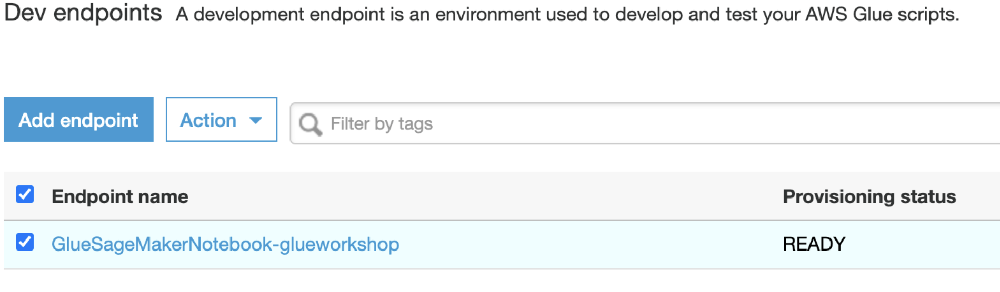 Dev endpoints A development endpoint is an environment used to develop and test your AWS Glue scripts.
Add endpoint Action Filter by tags
Endpoint name Provisioning status
GlueSageMakerNotebook-glueworkshop READY